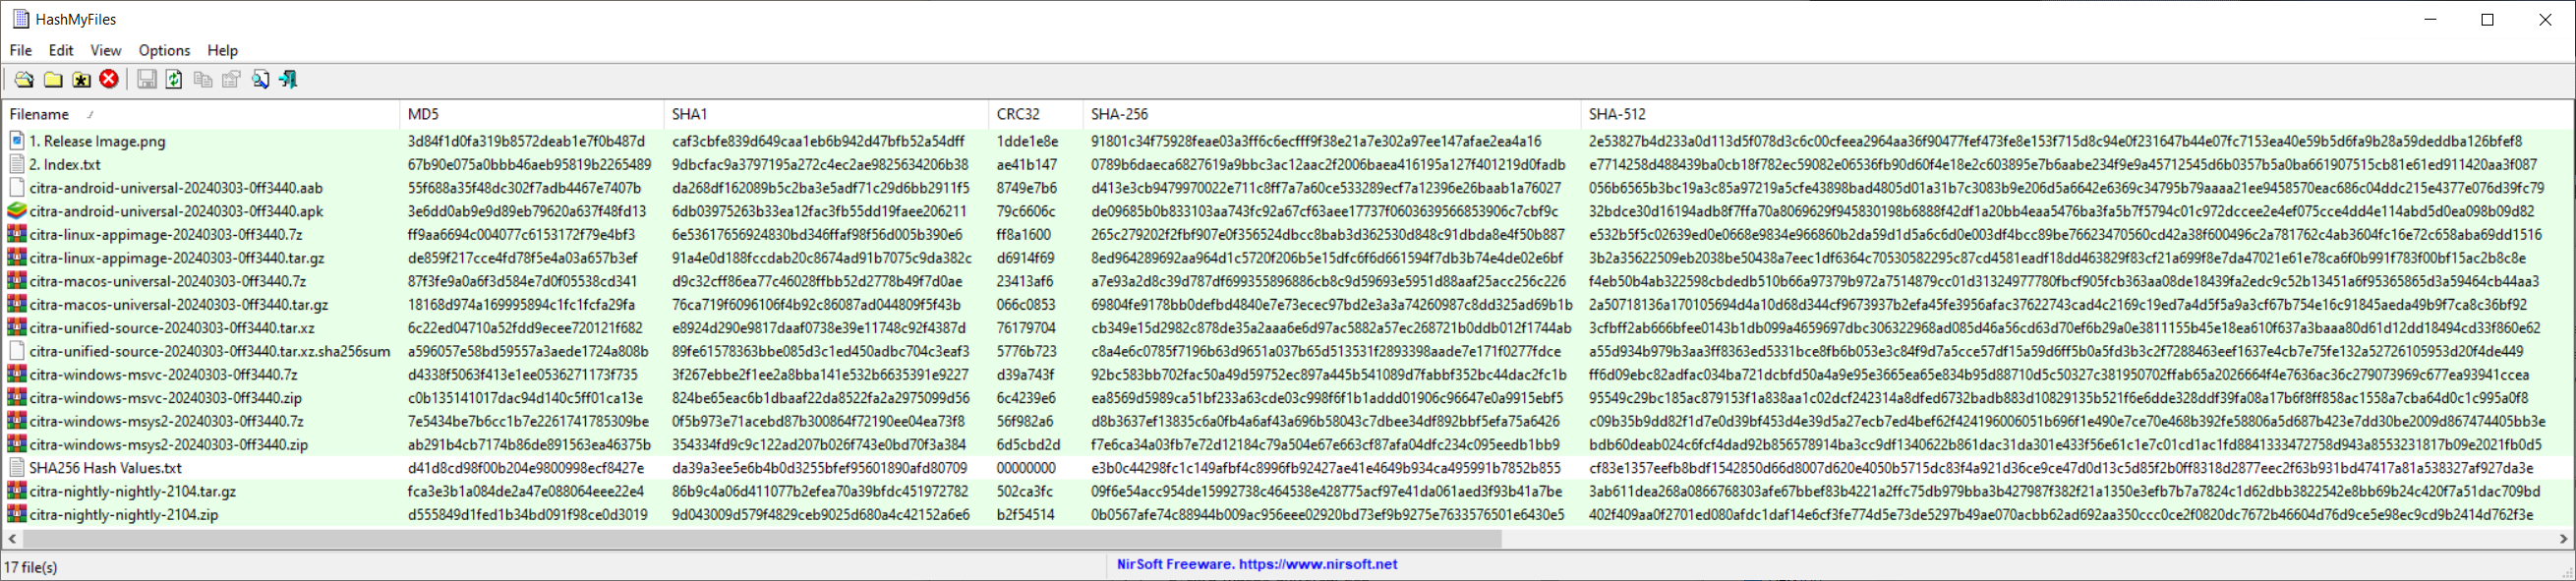 HashMyFiles
File Edit View Options Help
Filename MD5 SHA1 CRC32 SHA-256 SHA-512
1. Release Image.png 3d84f1d0fa319b8572deab1e7f0b487d caf3cbfe839d649caa1eb6b942d47bfb52a54dff 1dde1e8e 91801c34f75928feae03a3ff6c6ecfff9f38e21a7e302a97ee147afae2ea4a16 2e53827b4d233a0d113d5f078d3c6c00cfeea2964aa36f90477fef473fe8e153f715d8c94e0f231647b44e07fc7153ea40e59b5d6fa9b28a59deddba126bfef8
2. Index.txt 67b90e075a0bbb46aeb95819b2265489 9dbcfac9a3797195a272c4ec2ae9825634206b38 ae41b147 0789b6daeca6827619a9bbc3ac12aac2f2006baea416195a127f401219d0fadb e7714258d488439ba0cb18f782ec59082e06536fb90d60f4e18e2c603895e7b6aabe234f9e9a45712545d6b0357b5a0ba661907515cb81e61ed911420aa3f087
citra-android-universal-20240303-0ff3440.aab 55f688a35f48dc302f7adb4467e7407b da268df162089b5c2ba3e5adf71c29d6bb2911f5 8749e7b6 d413e3cb9479970022e711c8ff7a7a60ce533289ecf7a12396e26baab1a76027 056b6565b3bc19a3c85a97219a5cfe43898bad4805d01a31b7c3083b9e206d5a6642e6369c34795b79aaaa21ee9458570eac686c04ddc215e4377e076d39fc79
citra-android-universal-20240303-0ff3440.apk 3e6dd0ab9e9d89eb79620a637f48fd13 6db03975263b33ea12fac3fb55dd19faee206211 79c6606c de09685b0b833103aa743fc92a67cf63aee17737f0603639566853906c7cbf9c 32bdce30d16194adb8f7ffa70a8069629f945830198b6888f42df1a20bb4eaa5476ba3fa5b7f5794c01c972dccee2e4ef075cce4dd4e114abd5d0ea098b09d82
citra-linux-appimage-20240303-0ff3440.7z ff9aa6694c004077c6153172f79e4bf3 6e53617656924830bd346ffaf98f56d005b390e6 ff8a1600 265c279202f2fbf907e0f356524dbcc8bab3d362530d848c91dbda8e4f50b887 e532b5f5c02639ed0e0668e9834e966860b2da59d1d5a6c6d0e003df4bcc89be76623470560cd42a38f600496c2a781762c4ab3604fc16e72c658aba69dd1516
citra-linux-appimage-20240303-0ff3440.tar.gz de859f217cce4fd78f5e4a03a657b3ef 91a4e0d188fccdab20c8674ad91b7075c9da382c d6914f69 8ed964289692aa964d1c5720f206b5e15dfc6f6d661594f7db3b74e4de02e6bf 3b2a35622509eb2038be50438a7eec1df6364c70530582295c87cd4581eadf18dd463829f83cf21a699f8e7da47021e61e78ca6f0b991f783f00bf15ac2b8c8e
citra-macos-universal-20240303-0ff3440.7z 87f3fe9a0a6f3d584e7d0f05538cd341 d9c32cff86ea77c46028ffbb52d2778b49f7d0ae 23413af6 a7e93a2d8c39d787df699355896886cb8c9d59693e5951d88aaf25acc256c226 f4eb50b4ab322598cbdedb510b66a97379b972a7514879cc01d31324977780fbcf905fcb363aa08de18439fa2edc9c52b13451a6f95365865d3a59464cb44aa3
citra-macos-universal-20240303-0ff3440.tar.gz 18168d974a169995894c1fc1fcfa29fa 76ca719f6096106f4b92c86087ad044809f5f43b 066c0853 69804fe9178bb0defbd4840e7e73ecec97bd2e3a3a74260987c8dd325ad69b1b 2a50718136a170105694d4a10d68d344cf9673937b2efa45fe3956afac37622743cad4c2169c19ed7a4d5f5a9a3cf67b754e16c91845aeda49b9f7ca8c36bf92
citra-unified-source-20240303-0ff3440.tar.xz 6c22ed04710a52fdd9ecee720121f682 e8924d290e9817daaf0738e39e11748c92f4387d 76179704 cb349e15d2982c878de35a2aaa6e6d97ac5882a57ec268721b0ddb012f1744ab 3cfbff2ab666bfee0143b1db099a4659697dbc306322968ad085d46a56cd63d70ef6b29a0e3811155b45e18ea610f637a3baaa80d61d12dd18494cd33f860e62
citra-unified-source-20240303-0ff3440.tar.xz.sha256sum a596057e58bd59557a3aede1724a808b 89fe61578363bbe085d3c1ed450adbc704c3eaf3 5776b723 c8a4e6c0785f7196b63d9651a037b65d513531f2893398aade7e171f0277fdce a55d934b979b3aa3ff8363ed5331bce8fb6b053e3c84f9d7a5cce57df15a59d6ff5b0a5fd3b3c2f7288463eef1637e4cb7e75fe132a52726105953d20f4de449
citra-windows-msvc-20240303-0ff3440.7z d4338f5063f413e1ee0536271173f735 3f267ebbe2f1ee2a8bba141e532b6635391e9227 d39a743f 92bc583bb702fac50a49d59752ec897a445b541089d7fabbf352bc44dac2fc1b ff6d09ebc82adfac034ba721dcbfd50a4a9e95e3665ea65e834b95d88710d5c50327c381950702ffab65a2026664f4e7636ac36c279073969c677ea93941ccea
citra-windows-msvc-20240303-0ff3440.zip c0b135141017dac94d140c5ff01ca13e 824be65eac6b1dbaaf22da8522fa2a2975099d56 6c4239e6 ea8569d5989ca51bf233a63cde03c998f6f1b1addd01906c96647e0a9915ebf5 95549c29bc185ac879153f1a838aa1c02dcf242314a8dfed6732badb883d10829135b521f6e6dde328ddf39fa08a17b6f8ff858ac1558a7cba64d0c1c995a0f8
citra-windows-msys2-20240303-0ff3440.7z 7e5434be7b6cc1b7e2261741785309be 0f5b973e71acebd87b300864f72190ee04ea73f8 56f982a6 d8b3637ef13835c6a0fb4a6af43a696b58043c7dbee34df892bbf5efa75a6426 c09b35b9dd82f1d7e0d39bf453d4e39d5a27ecb7ed4bef62f424196006051b696f1e490e7ce70e468b392fe58806a5d687b423e7dd30be2009d867474405bb3e
citra-windows-msys2-20240303-0ff3440.zip ab291b4cb7174b86de891563ea46375b 354334fd9c9c122ad207b026f743e0bd70f3a384 6d5cbd2d f7e6ca34a03fb7e72d12184c79a504e67e663cf87afa04dfc234c095eedb1bb9 bdb60deab024c6fcf4dad92b856578914ba3cc9df1340622b861dac31da301e433f56e61c1e7c01cd1ac1fd8841333472758d943a8553231817b09e2021fb0d5
SHA256 Hash Values.txt d41d8cd98f00b204e9800998ecf8427e da39a3ee5e6b4b0d3255bfef95601890afd80709 00000000 e3b0c44298fc1c149afbf4c8996fb92427ae41e4649b934ca495991b7852b855 cf83e1357eefb8bdf1542850d66d8007d620e4050b5715dc83f4a921d36ce9ce47d0d13c5d85f2b0ff8318d2877eec2f63b931bd47417a81a538327af927da3e
citra-nightly-nightly-2104.tar.gz fca3e3b1a084de2a47e088064eee22e4 86b9c4a06d411077b2efea70a39bfdc451972782 502ca3fc 09f6e54acc954de15992738c464538e428775acf97e41da061aed3f93b41a7be 3ab611dea268a0866768303afe67bbef83b4221a2ffc75db979bba3b427987f382f21a1350e3efb7b7a7824c1d62dbb3822542e8bb69b24c420f7a51dac709bd
citra-nightly-nightly-2104.zip d555849d1fed1b34bd091f98ce0d3019 9d043009d579f4829ceb9025d680a4c42152a6e6 b2f54514 0b0567afe74c88944b009ac956eee02920bd73ef9b9275e7633576501e6430e5 402f409aa0f2701ed080afdc1daf14e6cf3fe774d5e73de5297b49ae070acbb62ad692aa350ccc0ce2f0820dc7672b46604d76d9ce5e98ec9cd9b2414d762f3e
17 file(s) NirSoft Freeware. https://www.nirsoft.net